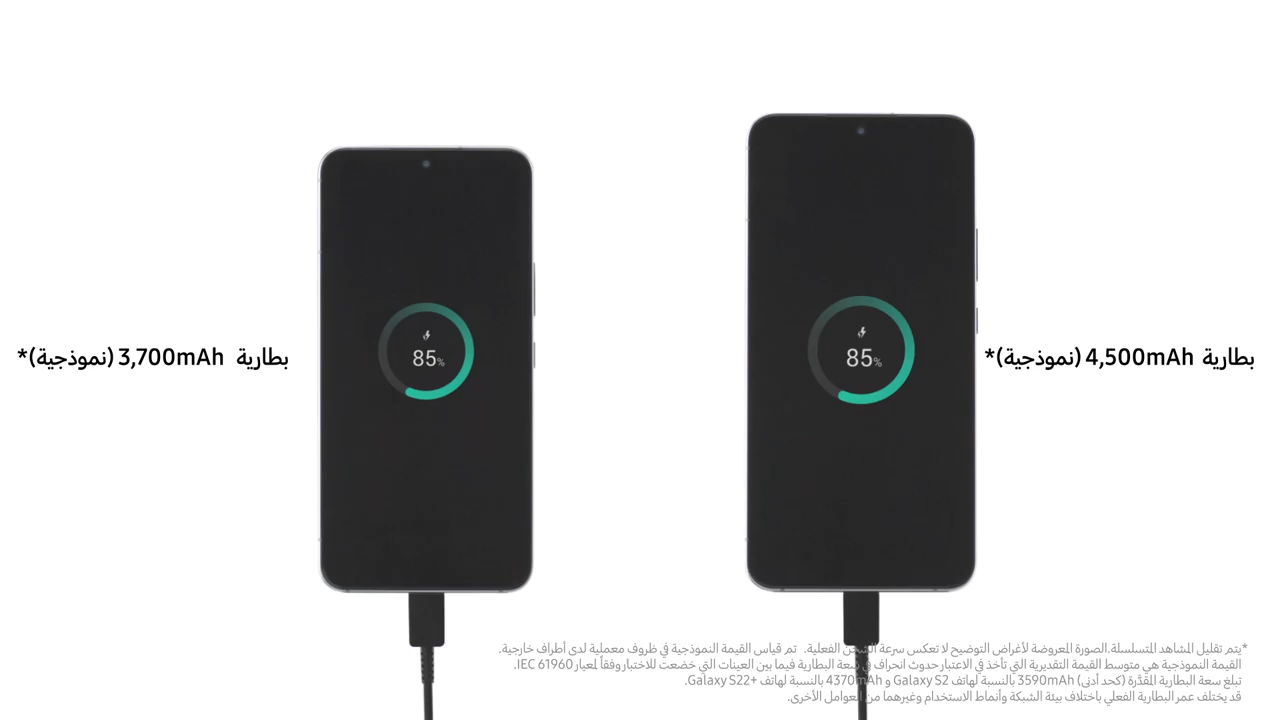 بطارية 4,500mAh (نموذجية)*
85%
بطارية 3,700mAh (نموذجية)*
85%
*يتم تقليل المشاهد المتسلسلة.الصورة المعروضة لأغراض التوضيح لا تعكس سرعة الشحن الفعلية. تم قياس القيمة النموذجية في ظروف معملية لدى أطراف خارجية.
القيمة النموذجية هي متوسط القيمة التقديرية التي تأخذ في الاعتبار حدوث انحراف في سعة البطارية فيما بين العينات التي خضعت للاختبار وفقاً لمعيار IEC 61960.
تبلغ سعة البطارية المقدَّرة (كحد أدنى) 3590mAh بالنسبة لهاتف Galaxy S2 و 4370mAh بالنسبة لهاتف Galaxy S22+.
قد يختلف عمر البطارية الفعلي باختلاف بيئة الشبكة وأنماط الاستخدام وغيرهما من العوامل الأخرى.